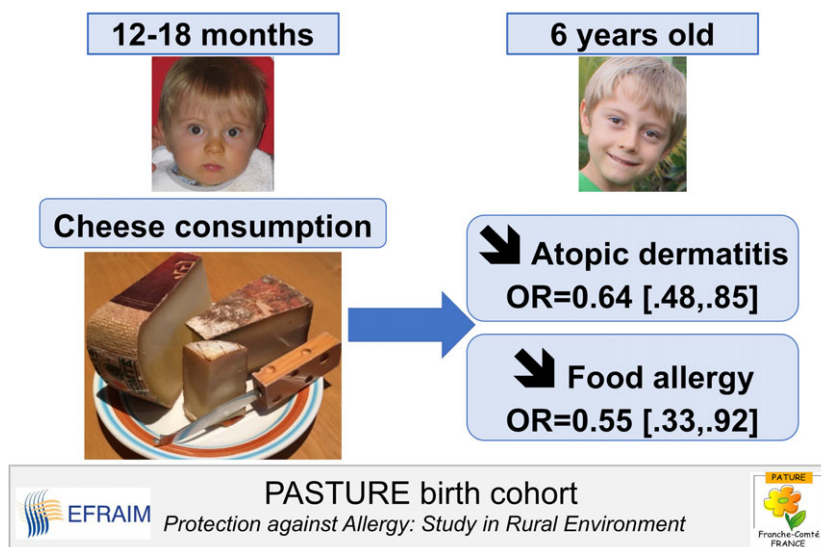 12-18 months
6 years old
Cheese consumption
Atopic dermatitis
OR=0.64 [.48,.85]
Food allergy
OR=0.55 [.33,.92]
EFRAIM
PASTURE birth cohort
Protection against Allergy: Study in Rural Environment
PATURE
Franche-Comté
FRANCE